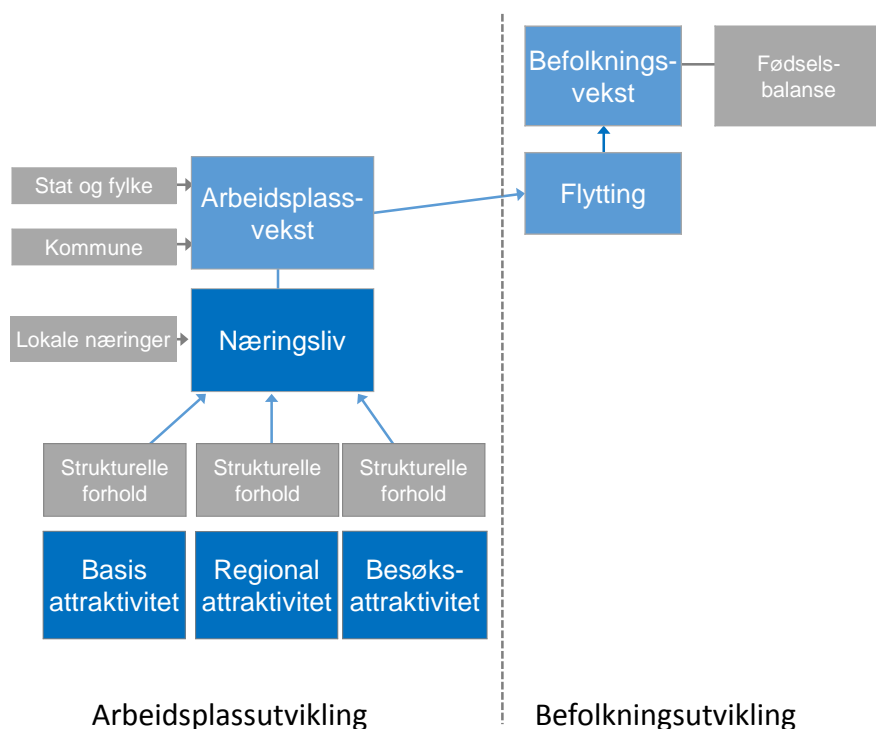 Befolknings-
vekst
Fødsels-
balanse
Stat og fylke
Arbeidsplass-
vekst
Flytting
Kommune
Lokale næringer
Næringsliv
Strukturelle
forhold
Strukturelle
forhold
Strukturelle
forhold
Basis
attraktivitet
Regional
attraktivitet
Besøks-
attraktivitet
Arbeidsplassutvikling
Befolkningsutvikling